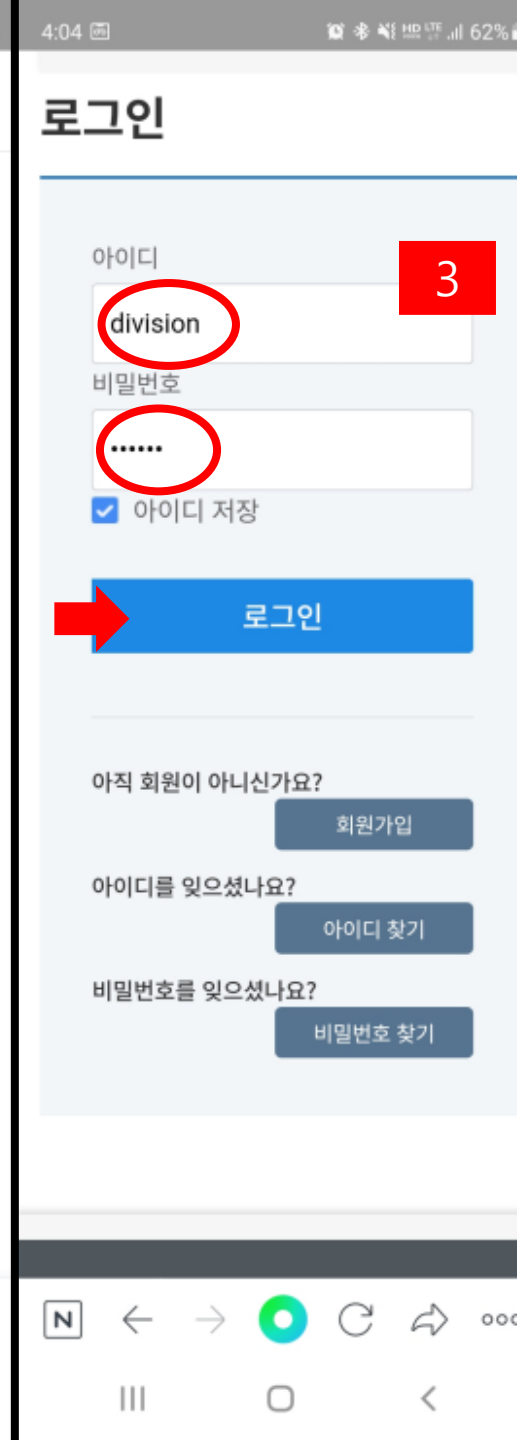 4:04 62%
로그인
아이디
3
division
비밀번호
••••••
아이디 저장
로그인
아직 회원이 아니신가요?
회원가입
아이디를 잊으셨나요?
아이디 찾기
비밀번호를 잊으셨나요?
비밀번호 찾기
N